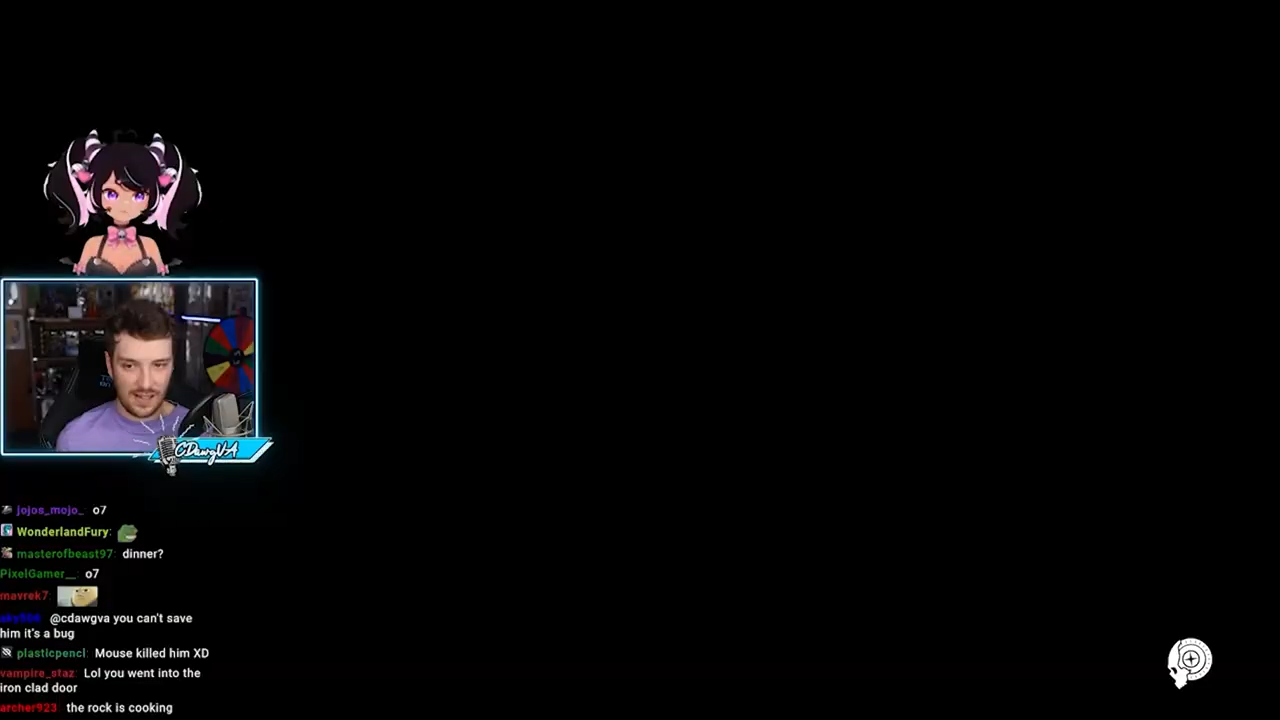 CDawgVA
jojos_mojo_ o7
WonderlandFury:
masterofbeast97: dinner?
PixelGamer__: o7
mavrek7:
@cdawgva you can't save
him it's a bug
plasticpencl: Mouse killed him XD
vampire_staz: Lol you went into the
iron clad door
archer923 the rock is cooking